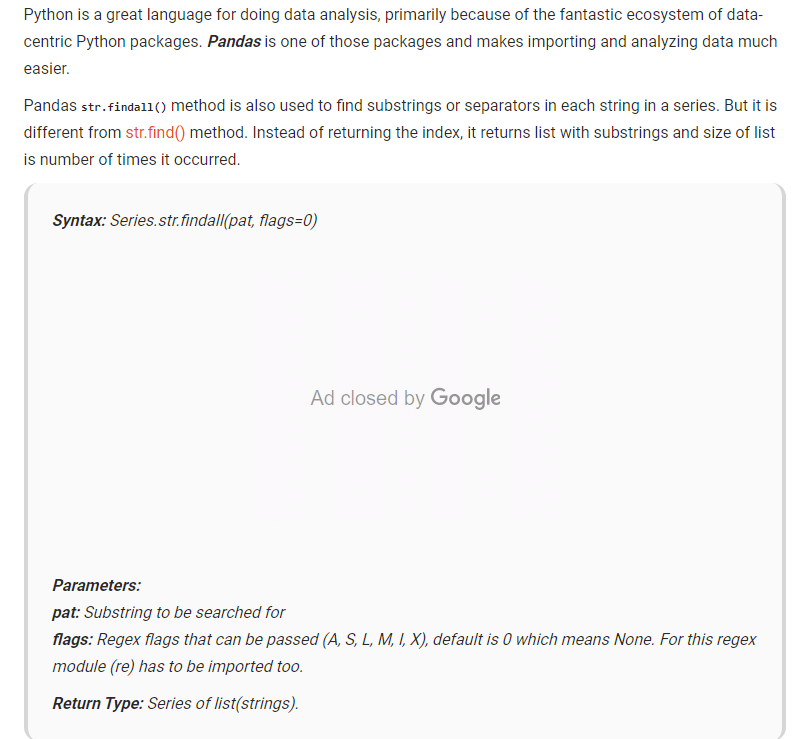 Python is a great language for doing data analysis, primarily because of the fantastic ecosystem of data-
centric Python packages. Pandas is one of those packages and makes importing and analyzing data much
easier.
Pandas str.findall() method is also used to find substrings or separators in each string in a series. But it is
different from str.find() method. Instead of returning the index, it returns list with substrings and size of list
is number of times it occurred.
Syntax: Series.str.findall(pat, flags=0)
Ad closed by Google
Parameters:
pat: Substring to be searched for
flags: Regex flags that can be passed (A, S, L, M, I, X), default is 0 which means None. For this regex
module (re) has to be imported too.
Return Type: Series of list(strings).